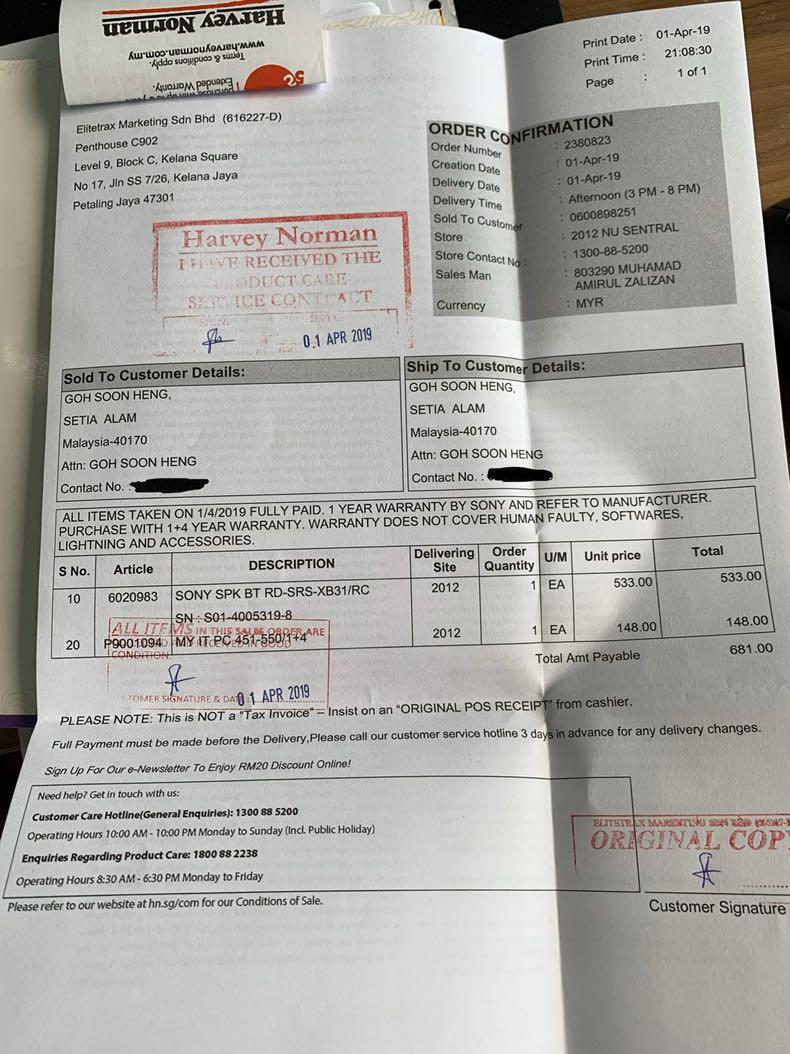 Harvey Norman
www.harveynorman.com.my
Terms & conditions apply.
Extended Warranty.
Print Date : 01-Apr-19
Print Time : 21:08:30
Page : 1 of 1
Elitetrax Marketing Sdn Bhd (616227-D)
Penthouse C902
Level 9, Block C, Kelana Square
No 17, Jln SS 7/26, Kelana Jaya
Petaling Jaya 47301
ORDER CONFIRMATION
Order Number : 2380823
Creation Date : 01-Apr-19
Delivery Date : 01-Apr-19
Delivery Time : Afternoon (3 PM - 8 PM)
Sold To Customer : 0600898251
Store : 2012 NU SENTRAL
Store Contact No : : 1300-88-5200
Sales Man : 803290 MUHAMAD
AMIRUL ZALIZAN
Currency : MYR
Harvey Norman
I HAVE RECEIVED THE
PRODUCT CARE
SERVICE CONTRACT
SIGN: DATE:
01 APR 2019
Sold To Customer Details:
GOH SOON HENG,
SETIA ALAM
Malaysia-40170
Attn: GOH SOON HENG
Contact No. :
Ship To Customer Details:
GOH SOON HENG,
SETIA ALAM
Malaysia-40170
Attn: GOH SOON HENG
Contact No. :
ALL ITEMS TAKEN ON 1/4/2019 FULLY PAID. 1 YEAR WARRANTY BY SONY AND REFER TO MANUFACTURER.
PURCHASE WITH 1+4 YEAR WARRANTY. WARRANTY DOES NOT COVER HUMAN FAULTY, SOFTWARES,
LIGHTNING AND ACCESSORIES.
S No. Article DESCRIPTION Delivering Site Order Quantity U/M Unit price Total
10 6020983 SONY SPK BT RD-SRS-XB31/RC 2012 1 EA 533.00 533.00
SN : S01-4005319-8
20 P9001094 MY IT PC 451-550/1+4 2012 1 EA 148.00 148.00
ALL ITEMS IN THIS SALES ORDER ARE
RECEIVED IN GOOD
CONDITION
CUSTOMER SIGNATURE & DATE:
01 APR 2019
Total Amt Payable 681.00
PLEASE NOTE: This is NOT a "Tax Invoice" – Insist on an "ORIGINAL POS RECEIPT" from cashier.
Full Payment must be made before the Delivery,Please call our customer service hotline 3 days in advance for any delivery changes.
Sign Up For Our e-Newsletter To Enjoy RM20 Discount Online!
Need help? Get in touch with us:
Customer Care Hotline(General Enquiries): 1300 88 5200
Operating Hours 10:00 AM - 10:00 PM Monday to Sunday (Incl. Public Holiday)
Enquiries Regarding Product Care: 1800 88 2238
Operating Hours 8:30 AM - 6:30 PM Monday to Friday
ELITETRAX MARKETING SDN BHD
ORIGINAL COPY
Customer Signature
Please refer to our website at hn.sg/com for our Conditions of Sale.